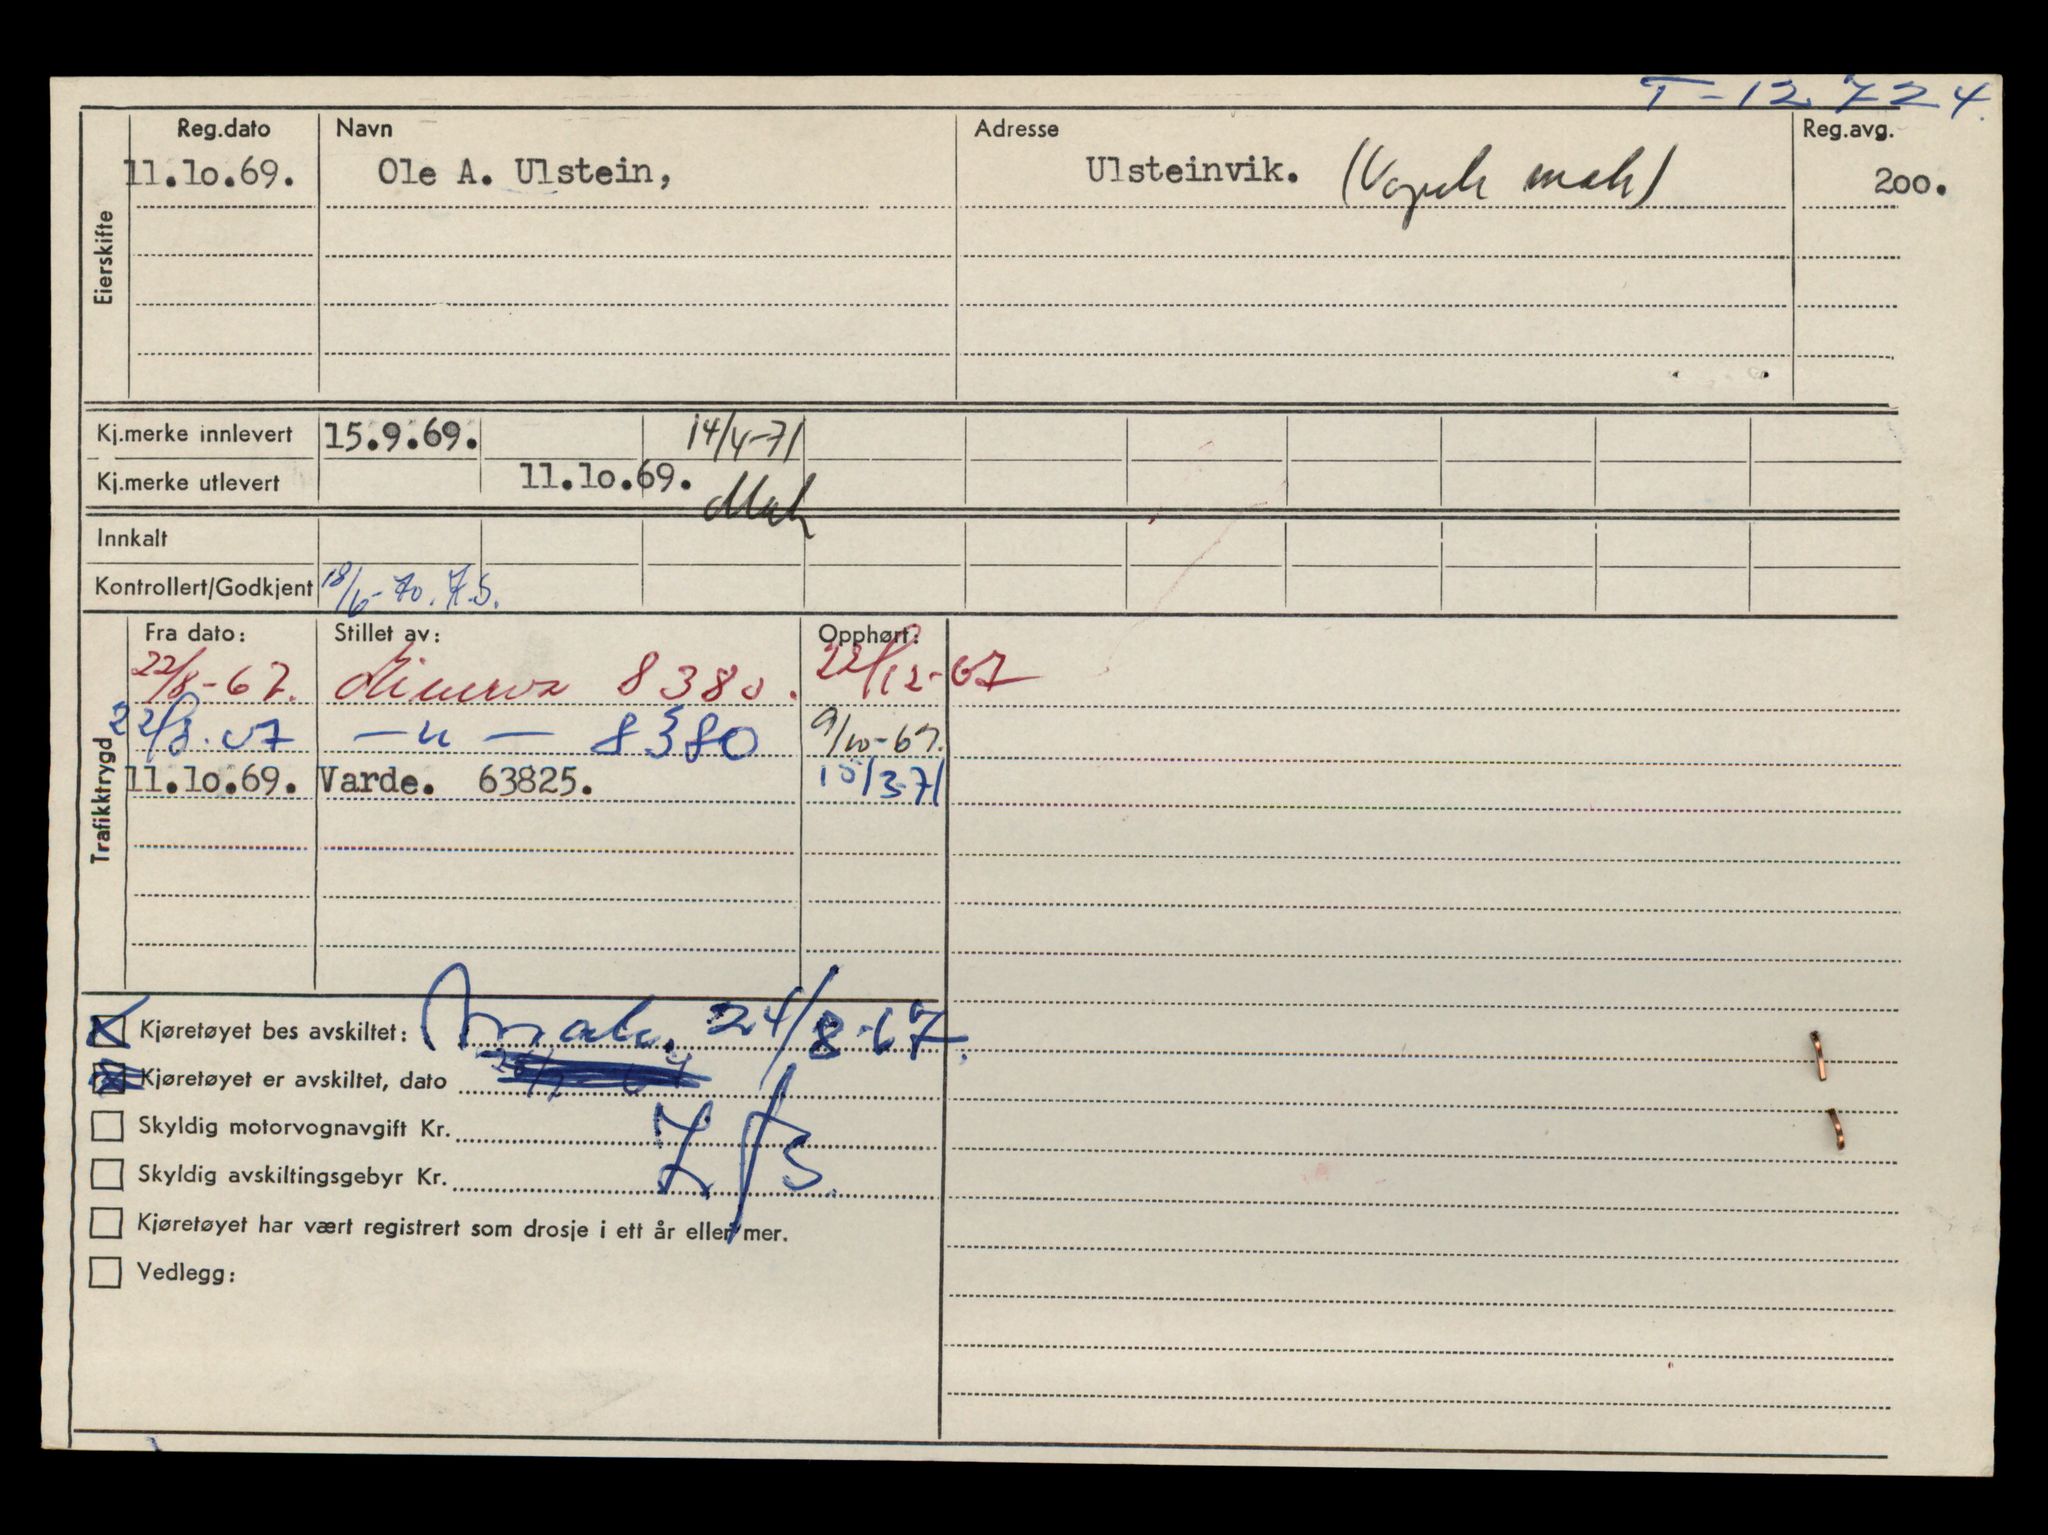 T-12724.
Reg.dato Navn Adresse Reg.avg.
11.10.69. Ole A. Ulstein, Ulsteinvik. 200.
Eierskifte
Kj.merke innlevert 15.9.69. 14/4-71
Kj.merke utlevert 11.10.69.
Innkalt
Kontrollert/Godkjent 18/6-70.
Trafikktrygd
Fra dato: Stillet av: Opphørt:
22/8-67. Minerva 8380. 22/12-67
22/8.67 —"— 8380 9/10-69.
11.10.69. Varde. 63825. 15/3-71
Kjøretøyet bes avskiltet: 24/8-67.
Kjøretøyet er avskiltet, dato
Skyldig motorvognavgift Kr.
Skyldig avskiltingsgebyr Kr.
Kjøretøyet har vært registrert som drosje i ett år eller mer.
Vedlegg: